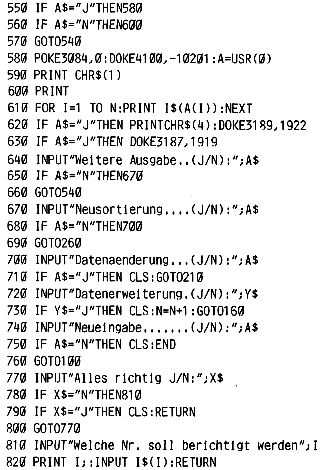 550 IF A$="J"THEN580
560 IF A$="N"THEN600
570 GOTO540
580 POKE3084,0:DOKE4100,-10201:A=USR(0)
590 PRINT CHR$(1)
600 PRINT
610 FOR I=1 TO N:PRINT I$(A(I)):NEXT
620 IF A$="J"THEN PRINTCHR$(4):DOKE3189,1922
630 IF A$="J"THEN DOKE3187,1919
640 INPUT"Weitere Ausgabe..(J/N):";A$
650 IF A$="N"THEN670
660 GOTO540
670 INPUT"Neusortierung....(J/N):";A$
680 IF A$="N"THEN700
690 GOTO260
700 INPUT"Datenaenderung...(J/N):";A$
710 IF A$="J"THEN CLS:GOTO210
720 INPUT"Datenerweiterung.(J/N):";Y$
730 IF Y$="J"THEN CLS:N=N+1:GOTO160
740 INPUT"Neueingabe.......(J/N):";A$
750 IF A$="N"THEN CLS:END
760 GOTO100
770 INPUT"Alles richtig J/N:";X$
780 IF X$="N"THEN810
790 IF X$="J"THEN CLS:RETURN
800 GOTO770
810 INPUT"Welche Nr. soll berichtigt werden";I
820 PRINT I;:INPUT I$(I):RETURN